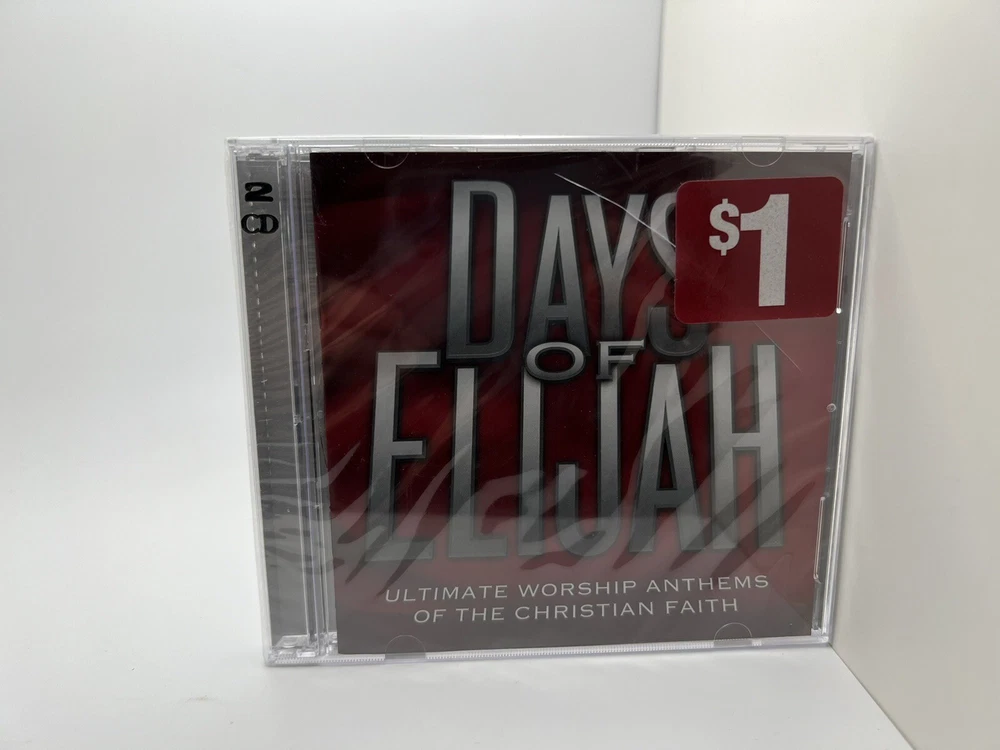 2
CD
$1
DAYS
OF
ELIJAH
ULTIMATE WORSHIP ANTHEMS
OF THE CHRISTIAN FAITH